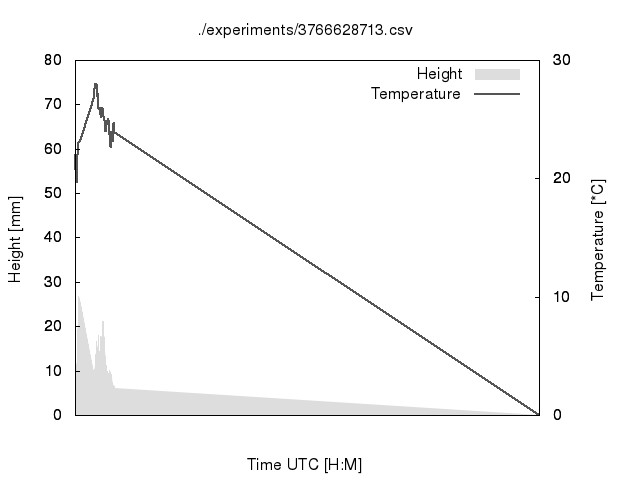 ./experiments/3766628713.csv
80
70
60
50
40
30
20
10
0
30
20
10
0
Height
Temperature
Height [mm]
Temperature [*C]
Time UTC [H:M]